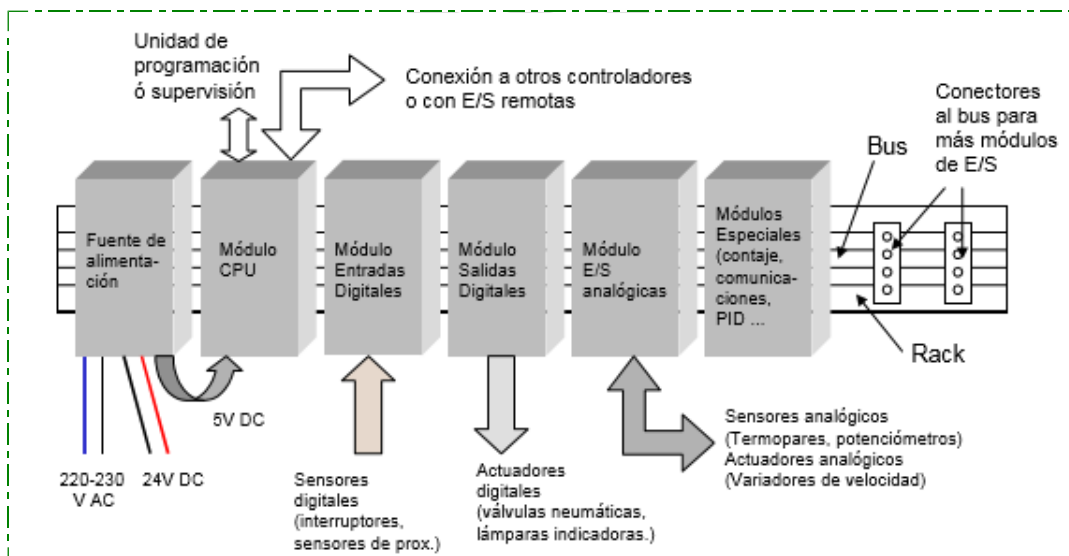 Unidad de
programación
ó supervisión
Conexión a otros controladores
o con E/S remotas
Conectores
al bus para
más módulos
de E/S
Bus
Fuente de
alimenta-
ción
Módulo
CPU
Módulo
Entradas
Digitales
Módulo
Salidas
Digitales
Módulo
E/S
analógicas
Módulos
Especiales
(contaje,
comunica-
ciones,
PID ...
Rack
5V DC
220-230
V AC
24V DC
Sensores
digitales
(interruptores,
sensores de prox.)
Actuadores
digitales
(válvulas neumáticas,
lámparas indicadoras.)
Sensores analógicos
(Termopares, potenciómetros)
Actuadores analógicos
(Variadores de velocidad)